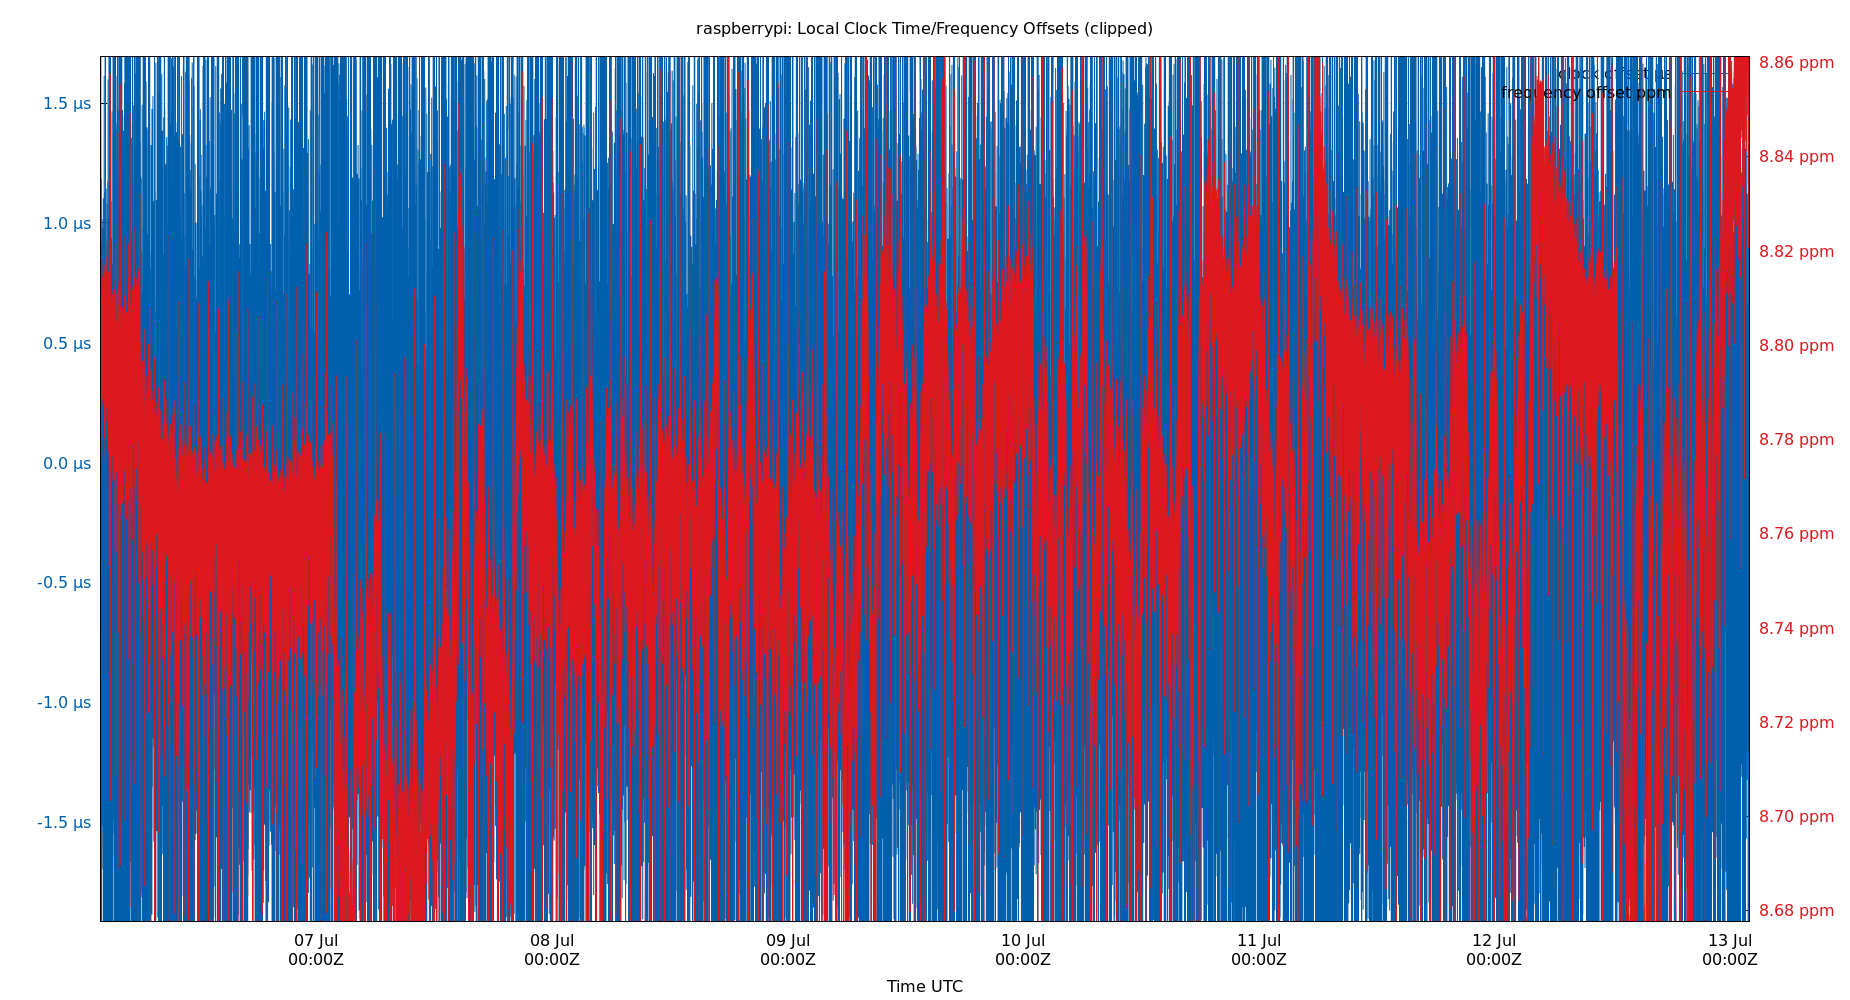 raspberrypi: Local Clock Time/Frequency Offsets (clipped)
clock offset µs
frequency offset ppm
1.5 µs
1.0 µs
0.5 µs
0.0 µs
-0.5 µs
-1.0 µs
-1.5 µs
8.86 ppm
8.84 ppm
8.82 ppm
8.80 ppm
8.78 ppm
8.76 ppm
8.74 ppm
8.72 ppm
8.70 ppm
8.68 ppm
07 Jul 08 Jul 09 Jul 10 Jul 11 Jul 12 Jul 13 Jul
00:00Z 00:00Z 00:00Z 00:00Z 00:00Z 00:00Z 00:00Z
Time UTC